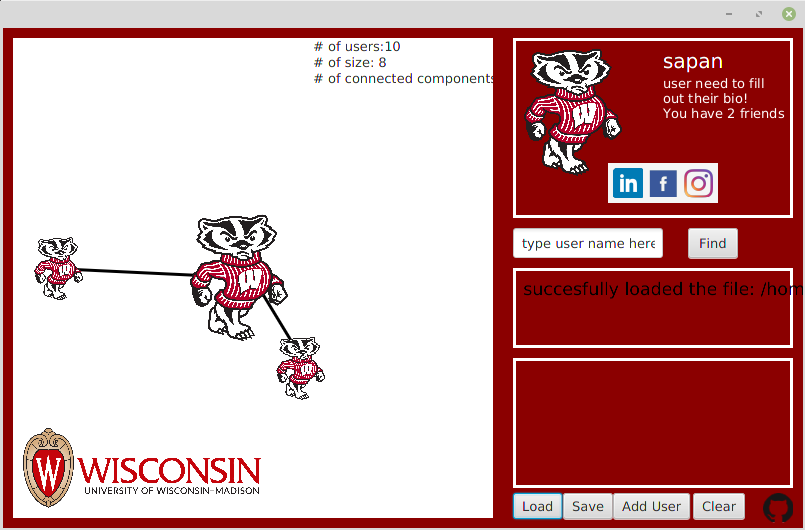 # of users:10
# of size: 8
# of connected components
sapan
user need to fill
out their bio!
You have 2 friends
in f
type user name here
Find
succesfully loaded the file: /hom
W
WISCONSIN
UNIVERSITY OF WISCONSIN-MADISON
Load Save Add User Clear